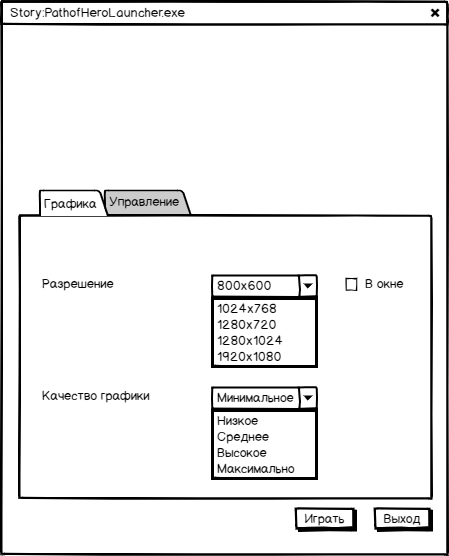 Story:PathofHeroLauncher.exe
Графика Управление
Разрешение 800x600 В окне
1024x768
1280x720
1280x1024
1920x1080
Качество графики Минимальное
Низкое
Среднее
Высокое
Максимально
Играть Выход